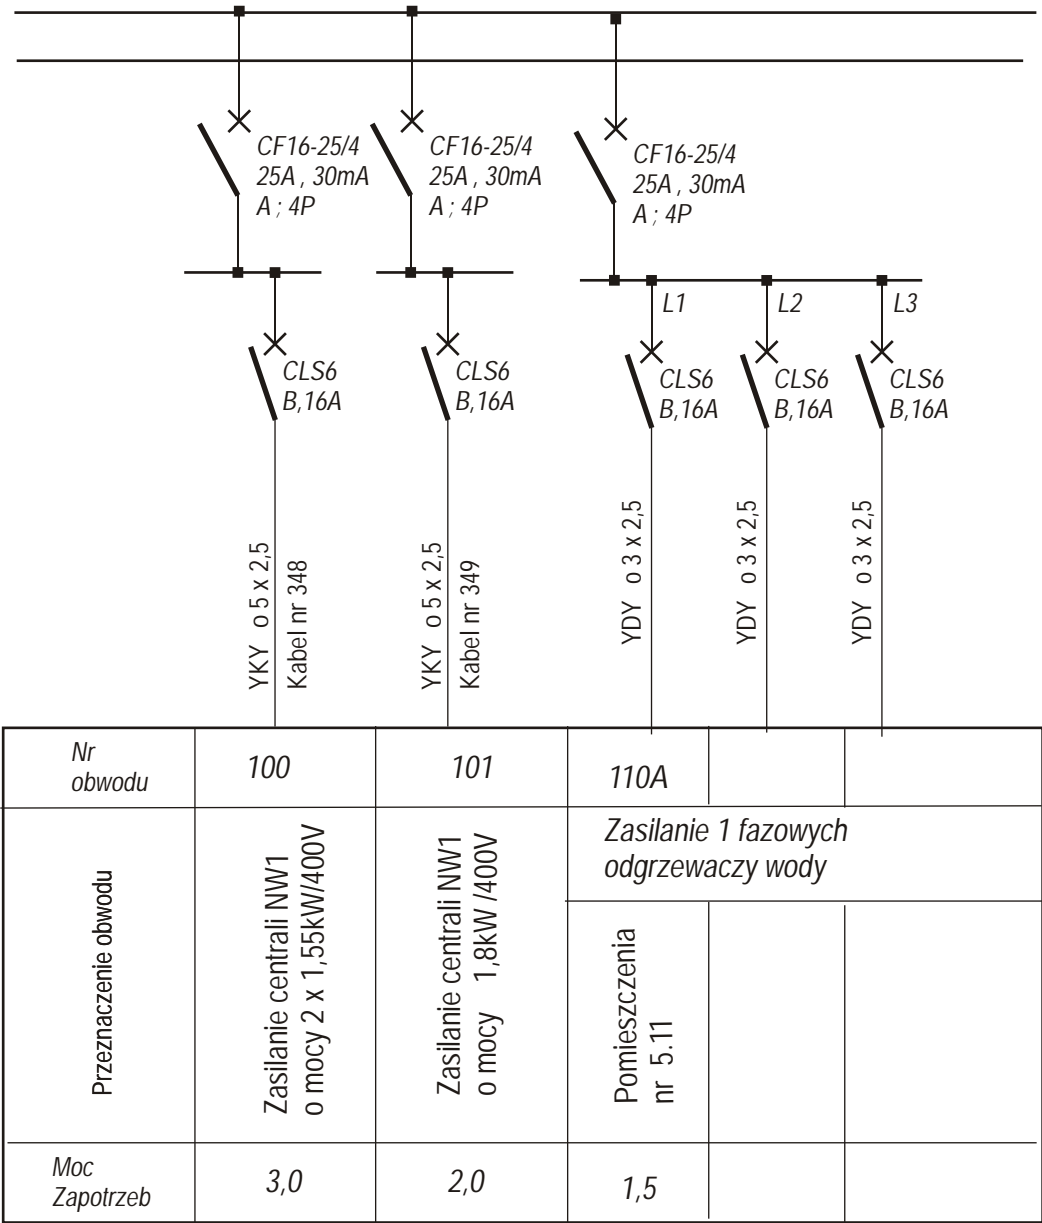 CF16-25/4
25A , 30mA
A ; 4P
CF16-25/4
25A , 30mA
A ; 4P
CF16-25/4
25A , 30mA
A ; 4P
L1
L2
L3
CLS6
B,16A
CLS6
B,16A
CLS6
B,16A
CLS6
B,16A
CLS6
B,16A
YKY o 5 x 2,5
Kabel nr 348
YKY o 5 x 2,5
Kabel nr 349
YDY o 3 x 2,5
YDY o 3 x 2,5
YDY o 3 x 2,5
Nr
obwodu
100
101
110A
Przeznaczenie obwodu
Zasilanie centrali NW1
o mocy 2 x 1,55kW/400V
Zasilanie centrali NW1
o mocy 1,8kW /400V
Zasilanie 1 fazowych
odgrzewaczy wody
Pomieszczenia
nr 5.11
Moc
Zapotrzeb
3,0
2,0
1,5